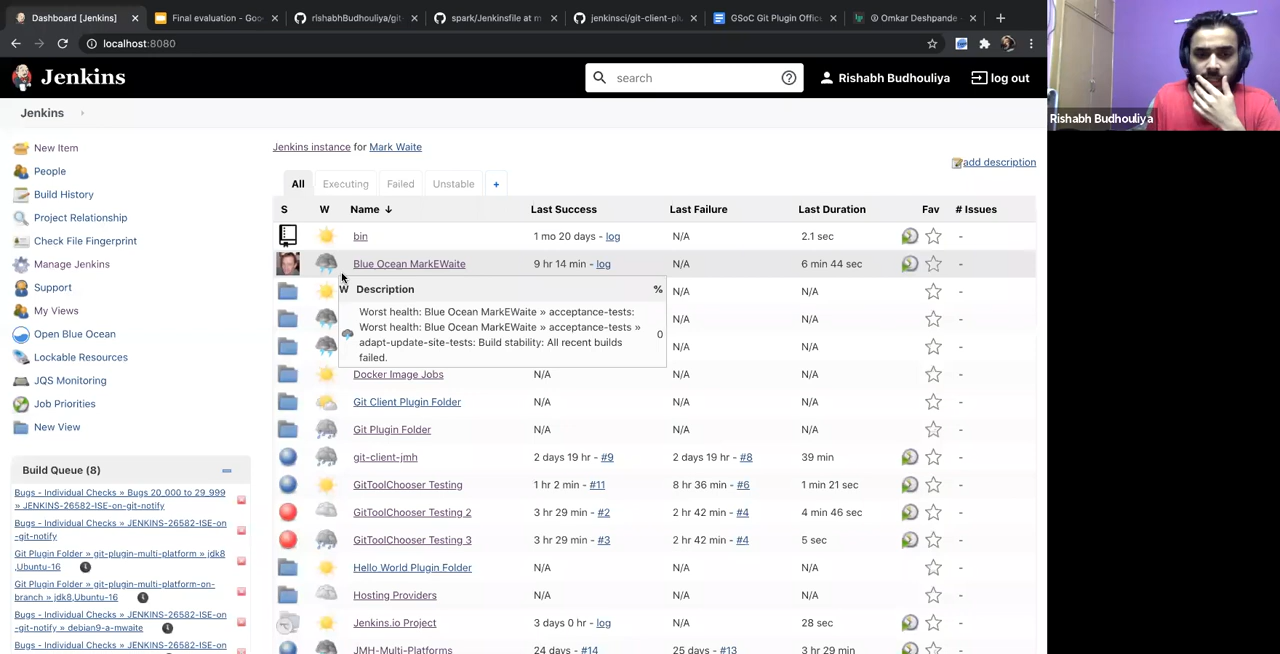 Dashboard [Jenkins]
Final evaluation - Goo
rishabhBudhouliya/git-
spark/Jenkinsfile at m
jenkinsci/git-client-plu
GSoC Git Plugin Offic
Omkar Deshpande -
localhost:8080
Jenkins
search
Rishabh Budhouliya
log out
Rishabh Budhouliya
Jenkins
New Item
People
Build History
Project Relationship
Check File Fingerprint
Manage Jenkins
Support
My Views
Open Blue Ocean
Lockable Resources
JQS Monitoring
Job Priorities
New View
Build Queue (8)
Bugs - Individual Checks » Bugs 20,000 to 29,999
» JENKINS-26582-ISE-on-git-notify
Bugs - Individual Checks » JENKINS-26582-ISE-on
-git-notify
Git Plugin Folder » git-plugin-multi-platform » jdk8
,Ubuntu-16
Git Plugin Folder » git-plugin-multi-platform-on-
branch » jdk8,Ubuntu-16
Bugs - Individual Checks » JENKINS-26582-ISE-on
-git-notify » debian9-a-mwaite
Bugs - Individual Checks » JENKINS-26582-ISE-on
Jenkins instance for Mark Waite
add description
All Executing Failed Unstable +
S W Name ↓ Last Success Last Failure Last Duration Fav # Issues
bin 1 mo 20 days - log N/A 2.1 sec -
Blue Ocean MarkEWaite 9 hr 14 min - log N/A 6 min 44 sec -
W Description %
Worst health: Blue Ocean MarkEWaite » acceptance-tests:
Worst health: Blue Ocean MarkEWaite » acceptance-tests »
adapt-update-site-tests: Build stability: All recent builds
failed.
0
N/A N/A -
N/A N/A -
N/A N/A -
Docker Image Jobs N/A N/A N/A -
Git Client Plugin Folder N/A N/A N/A -
Git Plugin Folder N/A N/A N/A -
git-client-jmh 2 days 19 hr - #9 2 days 19 hr - #8 39 min -
GitToolChooser Testing 1 hr 2 min - #11 8 hr 36 min - #6 1 min 21 sec -
GitToolChooser Testing 2 3 hr 29 min - #2 2 hr 42 min - #4 4 min 46 sec -
GitToolChooser Testing 3 3 hr 29 min - #3 2 hr 42 min - #4 5 sec -
Hello World Plugin Folder N/A N/A N/A -
Hosting Providers N/A N/A N/A -
Jenkins.io Project 3 days 0 hr - log N/A 28 sec -
JMH-Multi-Platforms 24 days - #14 25 days - #13 3 hr 29 min -